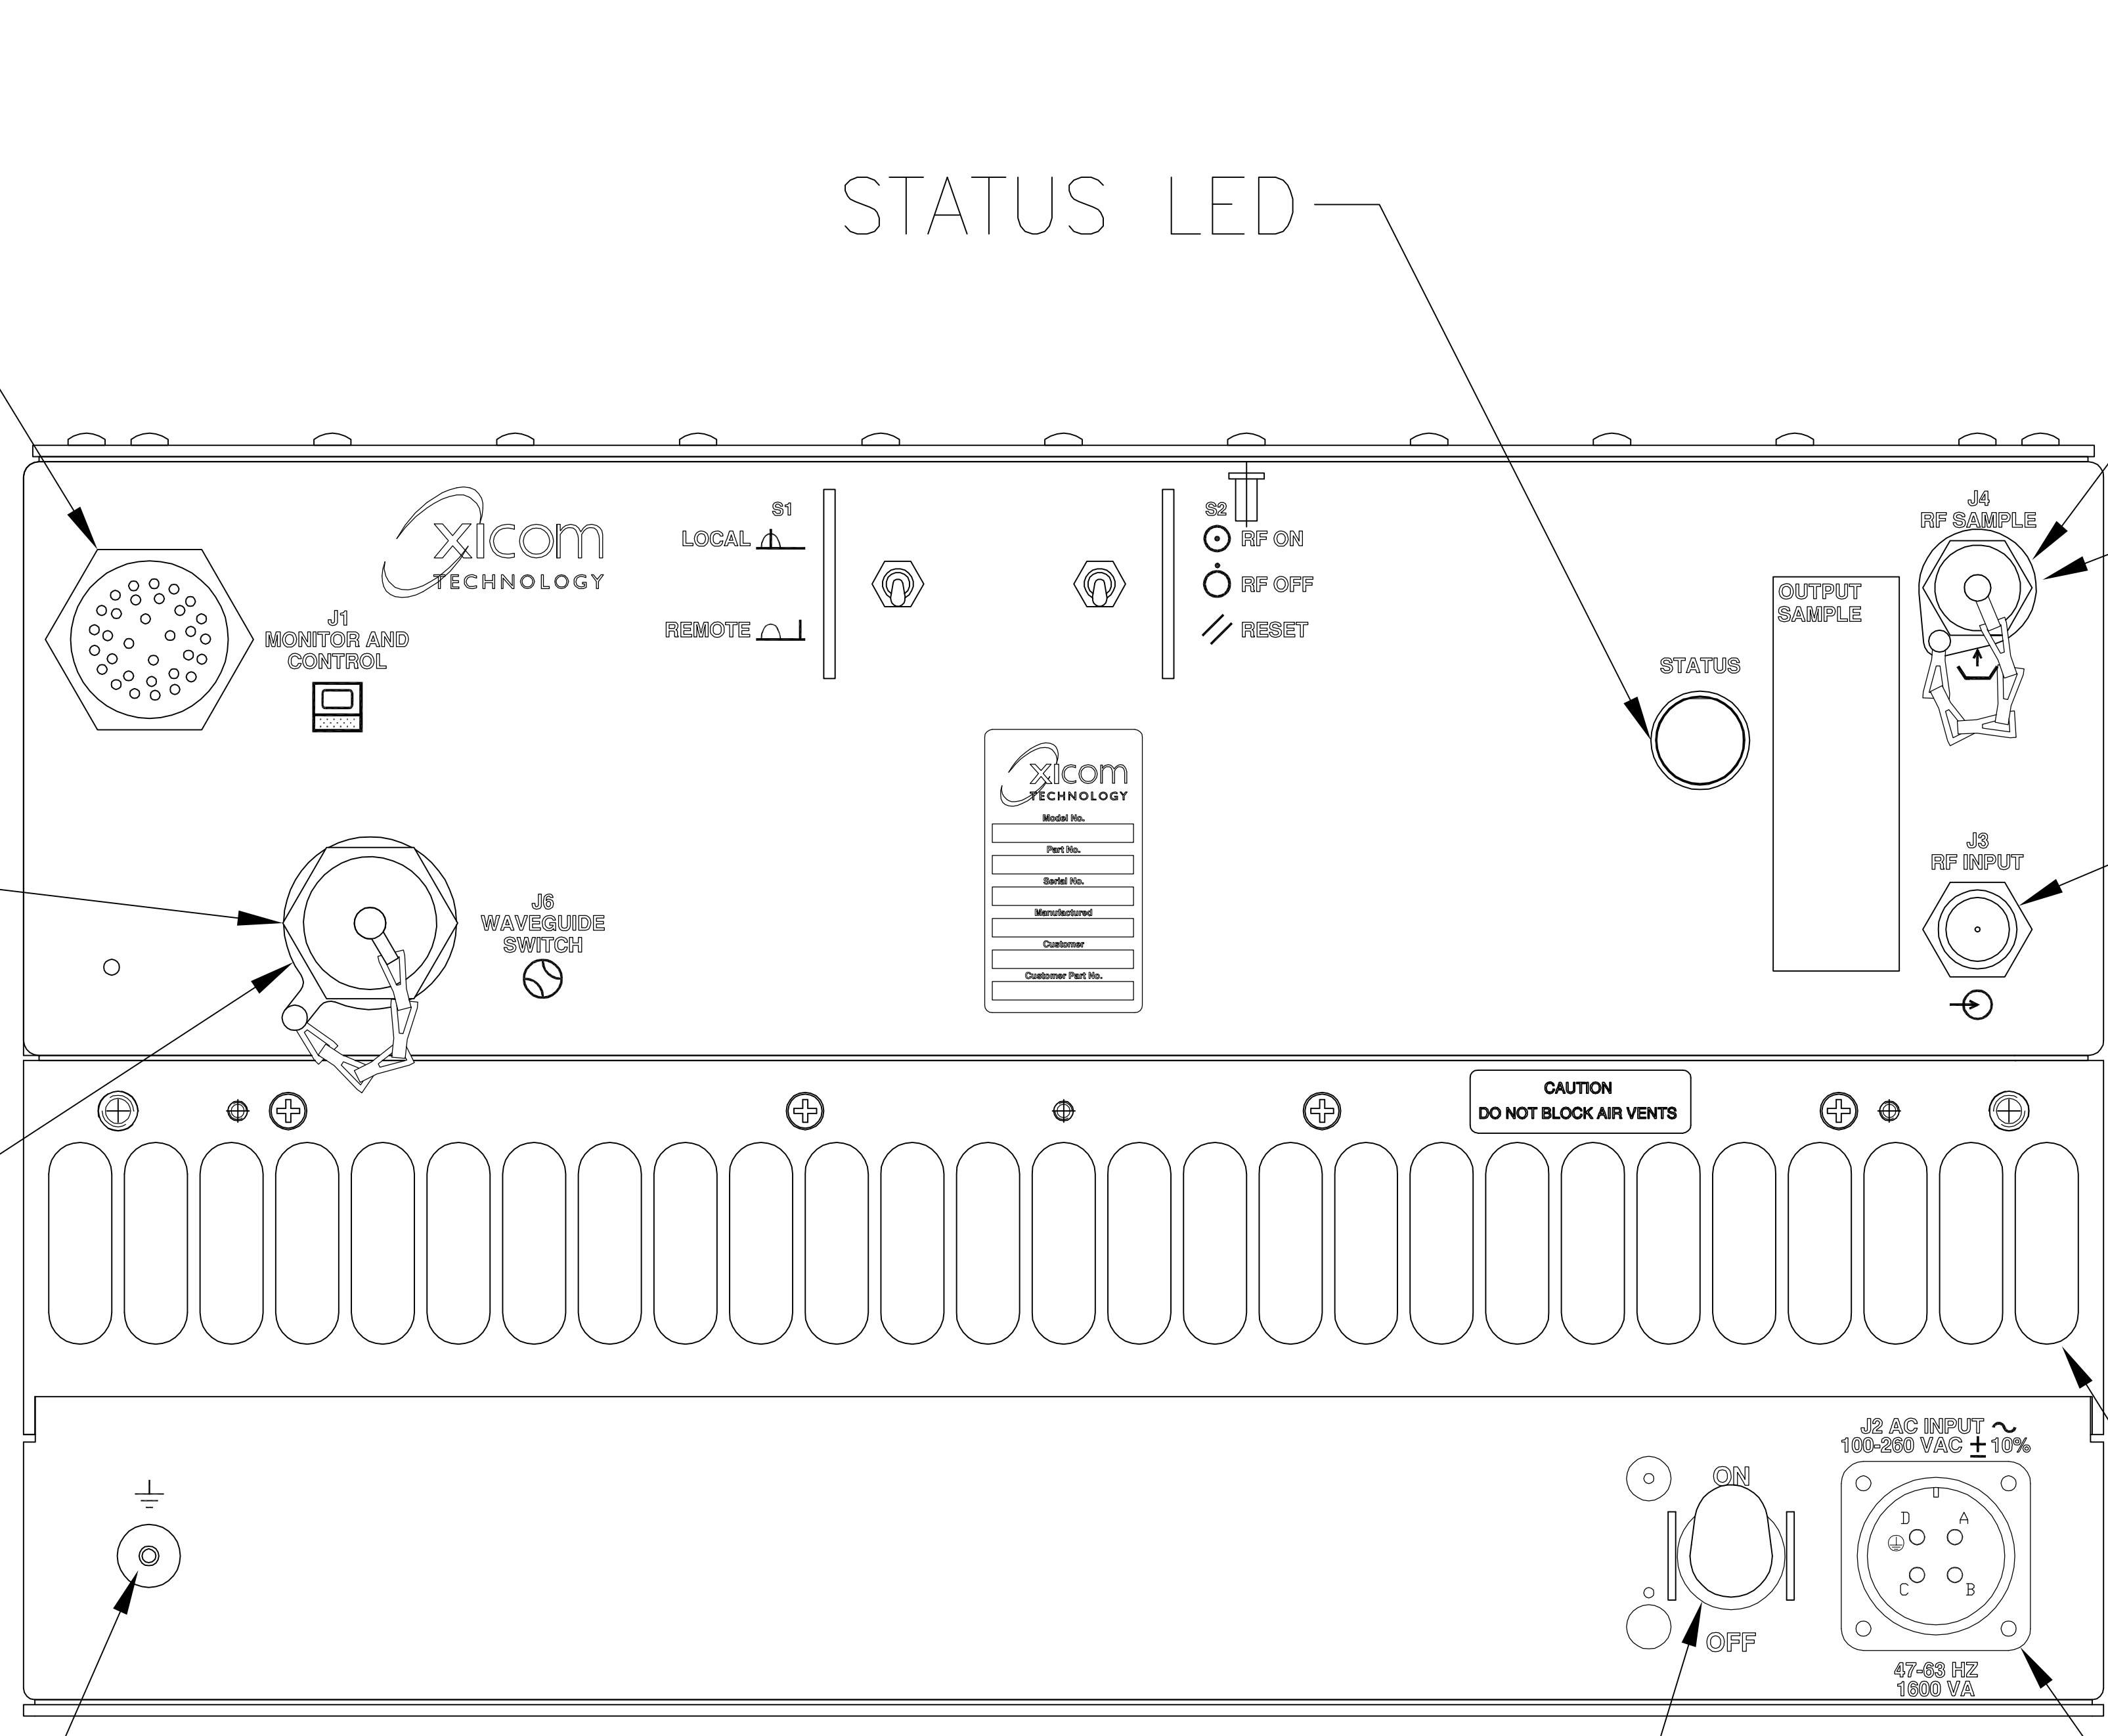 STATUS LED
xicom
TECHNOLOGY
S1
LOCAL
REMOTE
S2
RF ON
RF OFF
RESET
J4
RF SAMPLE
OUTPUT
SAMPLE
J1
MONITOR AND
CONTROL
STATUS
xicom
TECHNOLOGY
Model No.
Part No.
Serial No.
Manufactured
Customer
Customer Part No.
J3
RF INPUT
J6
WAVEGUIDE
SWITCH
CAUTION
DO NOT BLOCK AIR VENTS
J2 AC INPUT ~
100-260 VAC ± 10%
ON
OFF
D A
C B
47-63 HZ
1600 VA